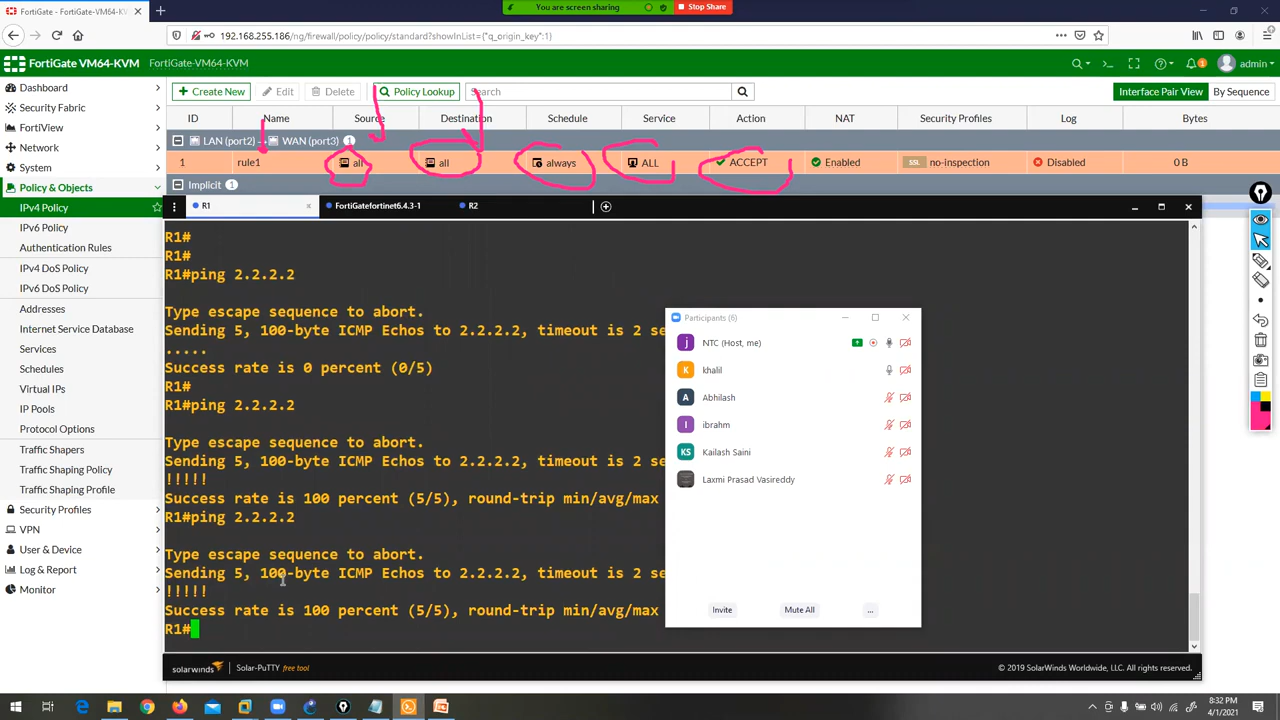 You are screen sharing
Stop Share
FortiGate - FortiGate-VM64-KVM
192.168.255.186/ng/firewall/policy/policy/standard?showInList={"q_origin_key":1}
FortiGate VM64-KVM
FortiGate-VM64-KVM
1
admin
Dashboard
Security Fabric
FortiView
Network
System
Policy & Objects
IPv4 Policy
IPv6 Policy
Authentication Rules
IPv4 DoS Policy
IPv6 DoS Policy
Addresses
Internet Service Database
Services
Schedules
Virtual IPs
IP Pools
Protocol Options
Traffic Shapers
Traffic Shaping Policy
Traffic Shaping Profile
Security Profiles
VPN
User & Device
Log & Report
Monitor
Create New
Edit
Delete
Policy Lookup
Search
Interface Pair View
By Sequence
ID Name Source Destination Schedule Service Action NAT Security Profiles Log Bytes
LAN (port2) → WAN (port3) 1
1 rule1 all all always ALL ACCEPT Enabled SSL no-inspection Disabled 0 B
Implicit 1
R1 FortiGatefortinet6.4.3-1 R2
R1#
R1#
R1#ping 2.2.2.2
Type escape sequence to abort.
Sending 5, 100-byte ICMP Echos to 2.2.2.2, timeout is 2 se
.....
Success rate is 0 percent (0/5)
R1#
R1#ping 2.2.2.2
Type escape sequence to abort.
Sending 5, 100-byte ICMP Echos to 2.2.2.2, timeout is 2 se
!!!!!
Success rate is 100 percent (5/5), round-trip min/avg/max
R1#ping 2.2.2.2
Type escape sequence to abort.
Sending 5, 100-byte ICMP Echos to 2.2.2.2, timeout is 2 se
!!!!!
Success rate is 100 percent (5/5), round-trip min/avg/max
R1#
Participants (6)
j NTC (Host, me)
K khalil
A Abhilash
I ibrahm
KS Kailash Saini
Laxmi Prasad Vasireddy
Invite
Mute All
...
solarwinds Solar-PuTTY free tool
© 2019 SolarWinds Worldwide, LLC. All rights reserved.
8:32 PM
4/1/2021